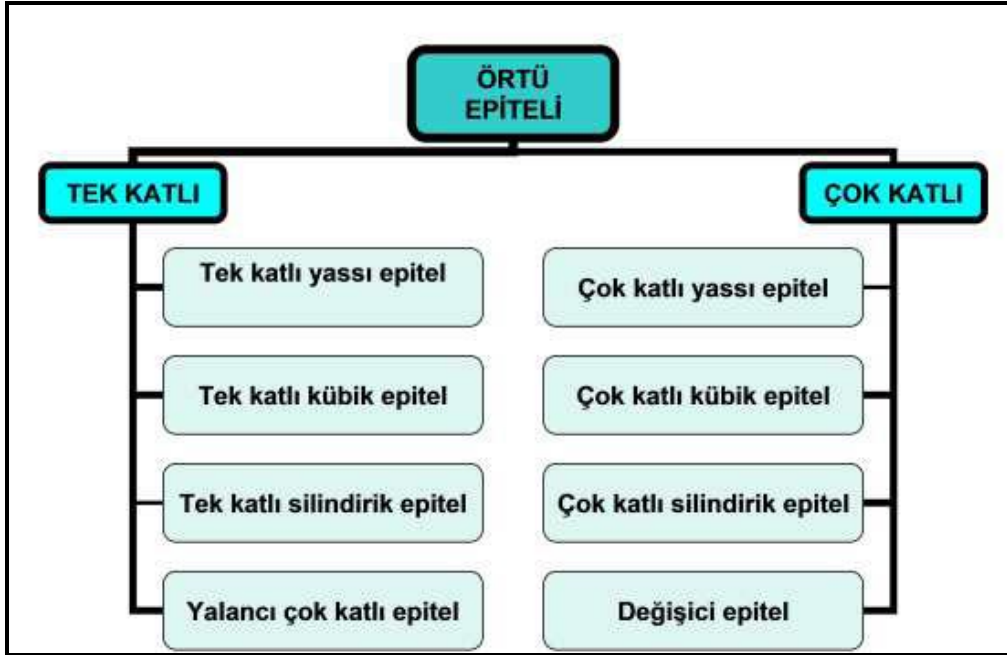 ÖRTÜ
EPİTELİ
TEK KATLI
ÇOK KATLI
Tek katlı yassı epitel
Çok katlı yassı epitel
Tek katlı kübik epitel
Çok katlı kübik epitel
Tek katlı silindirik epitel
Çok katlı silindirik epitel
Yalancı çok katlı epitel
Değişici epitel